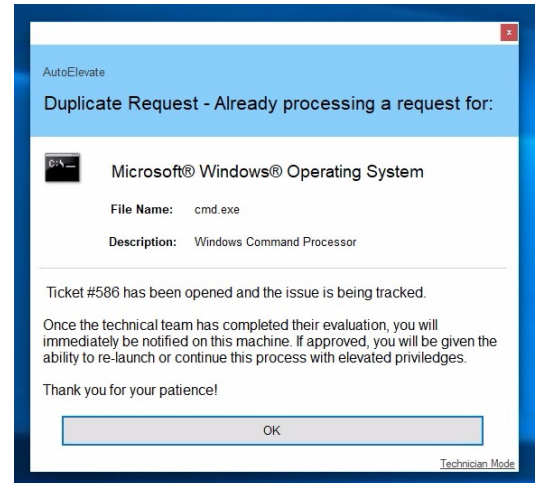 x
AutoElevate
Duplicate Request - Already processing a request for:
C:\_
Microsoft® Windows® Operating System
File Name: cmd.exe
Description: Windows Command Processor
Ticket #586 has been opened and the issue is being tracked.
Once the technical team has completed their evaluation, you will
immediately be notified on this machine. If approved, you will be given the
ability to re-launch or continue this process with elevated priviledges.
Thank you for your patience!
OK
Technician Mode